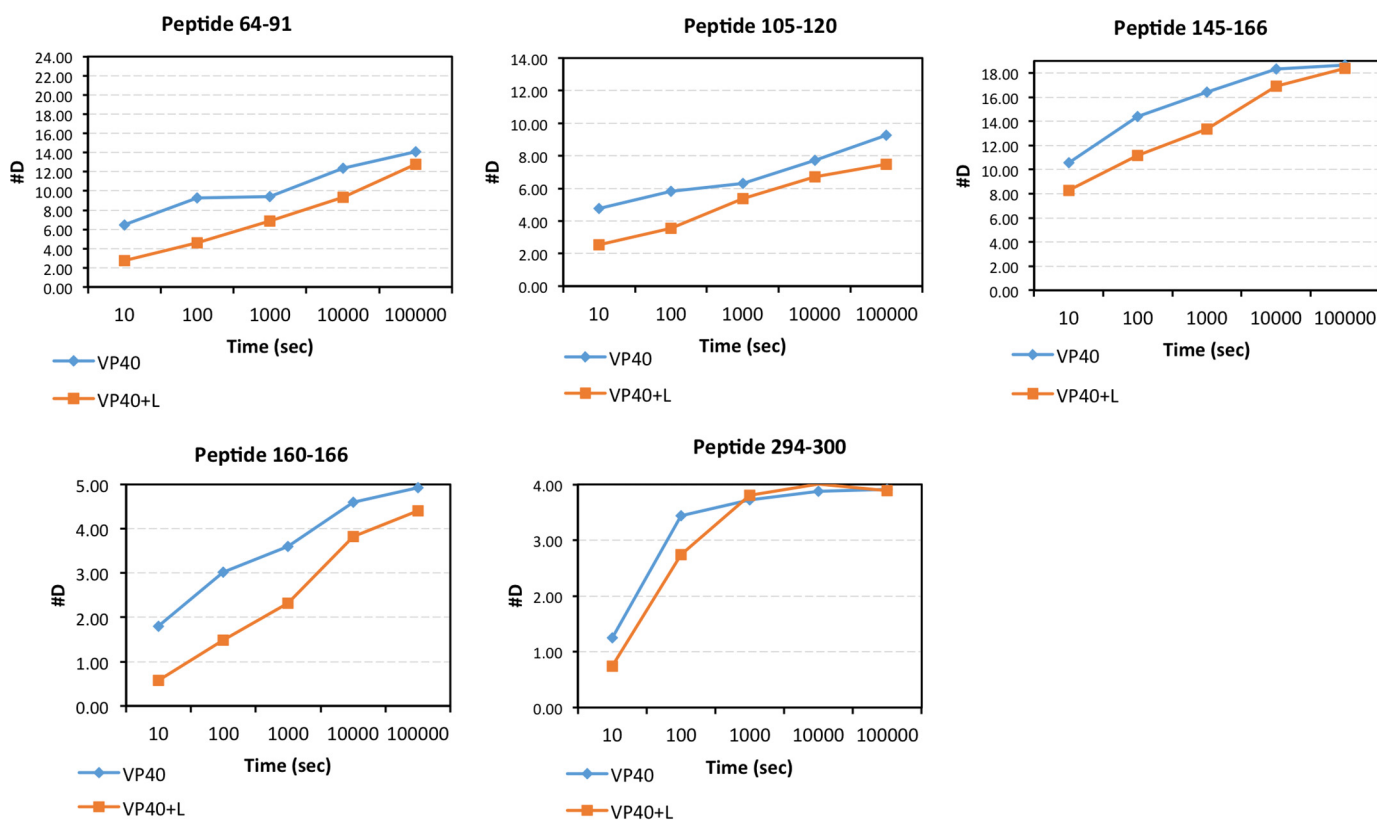 Peptide 64-91
24.00
22.00
20.00
18.00
16.00
14.00
12.00
10.00
8.00
6.00
4.00
2.00
0.00
#D
10 100 1000 10000 100000
Time (sec)
VP40
VP40+L
Peptide 105-120
14.00
12.00
10.00
8.00
6.00
4.00
2.00
0.00
#D
10 100 1000 10000 100000
Time (sec)
VP40
VP40+L
Peptide 145-166
18.00
16.00
14.00
12.00
10.00
8.00
6.00
4.00
2.00
0.00
#D
10 100 1000 10000 100000
Time (sec)
VP40
VP40+L
Peptide 160-166
5.00
4.00
3.00
2.00
1.00
0.00
#D
10 100 1000 10000 100000
Time (sec)
VP40
VP40+L
Peptide 294-300
4.00
3.00
2.00
1.00
0.00
#D
10 100 1000 10000 100000
Time (sec)
VP40
VP40+L